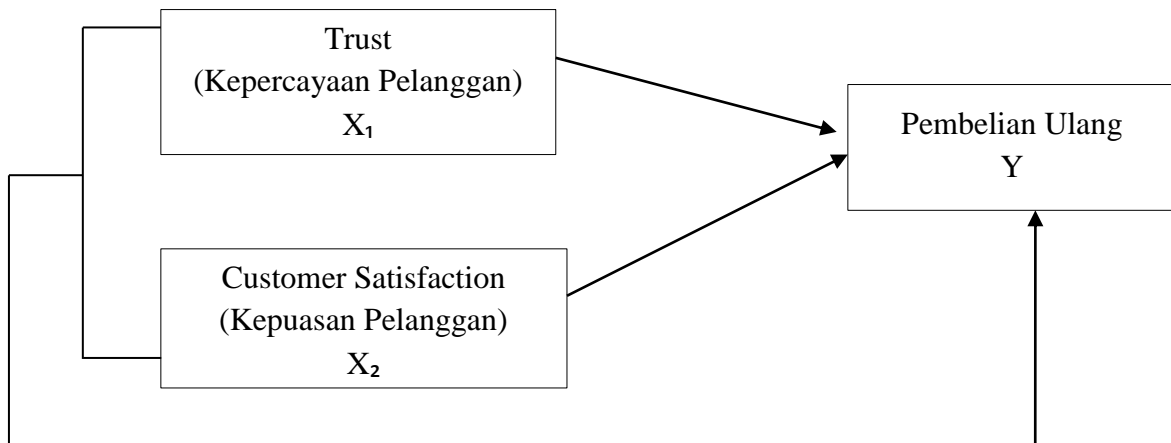 Trust
(Kepercayaan Pelanggan)
X₁
Pembelian Ulang
Y
Customer Satisfaction
(Kepuasan Pelanggan)
X₂